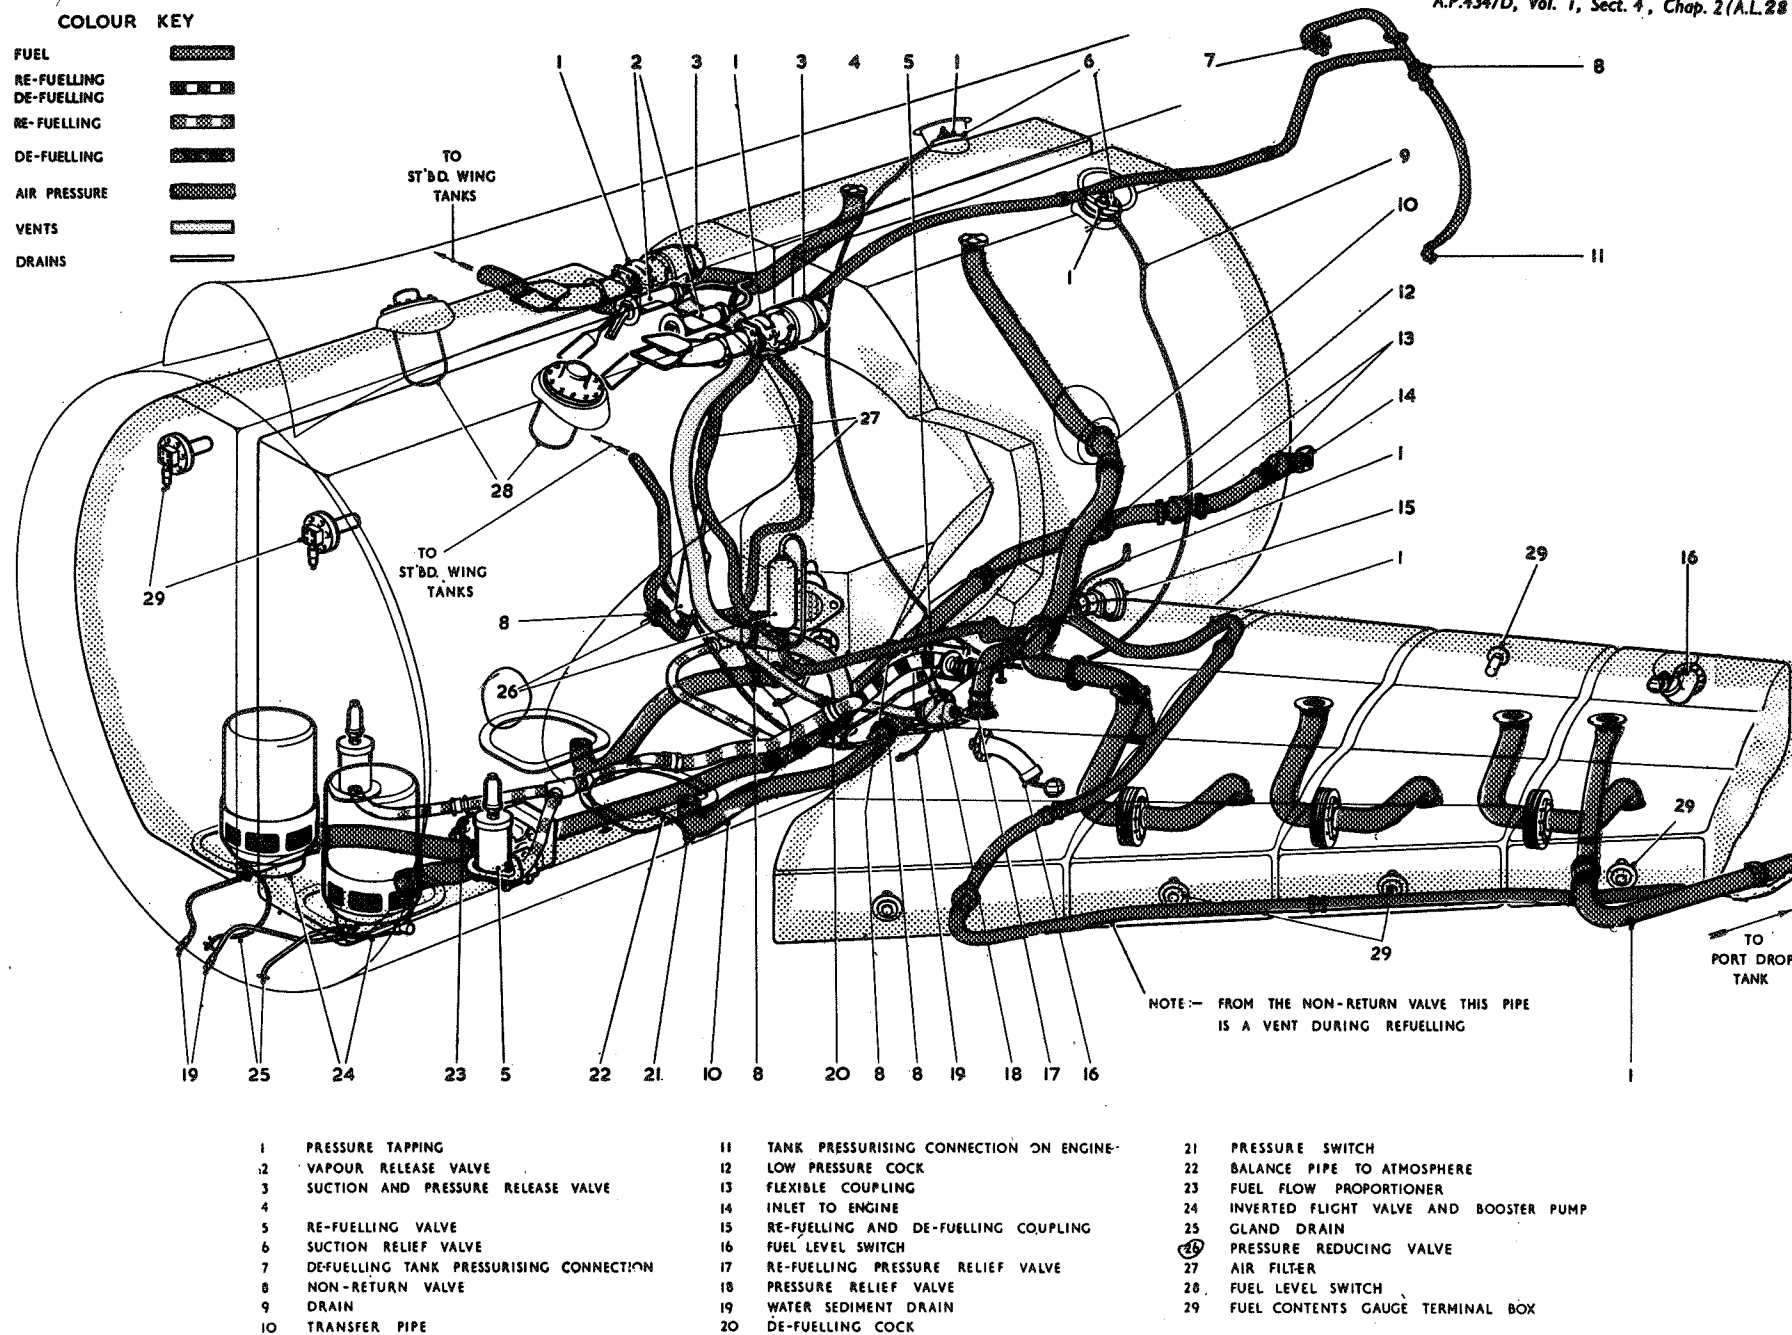 A.P.4347D, Vol. 1, Sect. 4, Chap. 2 (A.L.28
COLOUR KEY
FUEL
RE-FUELLING
DE-FUELLING
RE-FUELLING
DE-FUELLING
AIR PRESSURE
VENTS
DRAINS
1 2 3 1 3 4 5 1 6 7 8
TO
ST'BD. WING
TANKS
9
10
11
12
13
14
1
15
1
27
28
29
TO
ST'BD. WING
TANKS
8
26
29
16
29
29
TO
PORT DROP
TANK
NOTE:— FROM THE NON-RETURN VALVE THIS PIPE
IS A VENT DURING REFUELLING
19 25 24 23 5 22 21 10 8 20 8 8 19 18 17 16 1
1
1 PRESSURE TAPPING
2 VAPOUR RELEASE VALVE
3 SUCTION AND PRESSURE RELEASE VALVE
4
5 RE-FUELLING VALVE
6 SUCTION RELIEF VALVE
7 DE-FUELLING TANK PRESSURISING CONNECTION
8 NON-RETURN VALVE
9 DRAIN
10 TRANSFER PIPE
11 TANK PRESSURISING CONNECTION ON ENGINE
12 LOW PRESSURE COCK
13 FLEXIBLE COUPLING
14 INLET TO ENGINE
15 RE-FUELLING AND DE-FUELLING COUPLING
16 FUEL LEVEL SWITCH
17 RE-FUELLING PRESSURE RELIEF VALVE
18 PRESSURE RELIEF VALVE
19 WATER SEDIMENT DRAIN
20 DE-FUELLING COCK
21 PRESSURE SWITCH
22 BALANCE PIPE TO ATMOSPHERE
23 FUEL FLOW PROPORTIONER
24 INVERTED FLIGHT VALVE AND BOOSTER PUMP
25 GLAND DRAIN
26 PRESSURE REDUCING VALVE
27 AIR FILTER
28 FUEL LEVEL SWITCH
29 FUEL CONTENTS GAUGE TERMINAL BOX